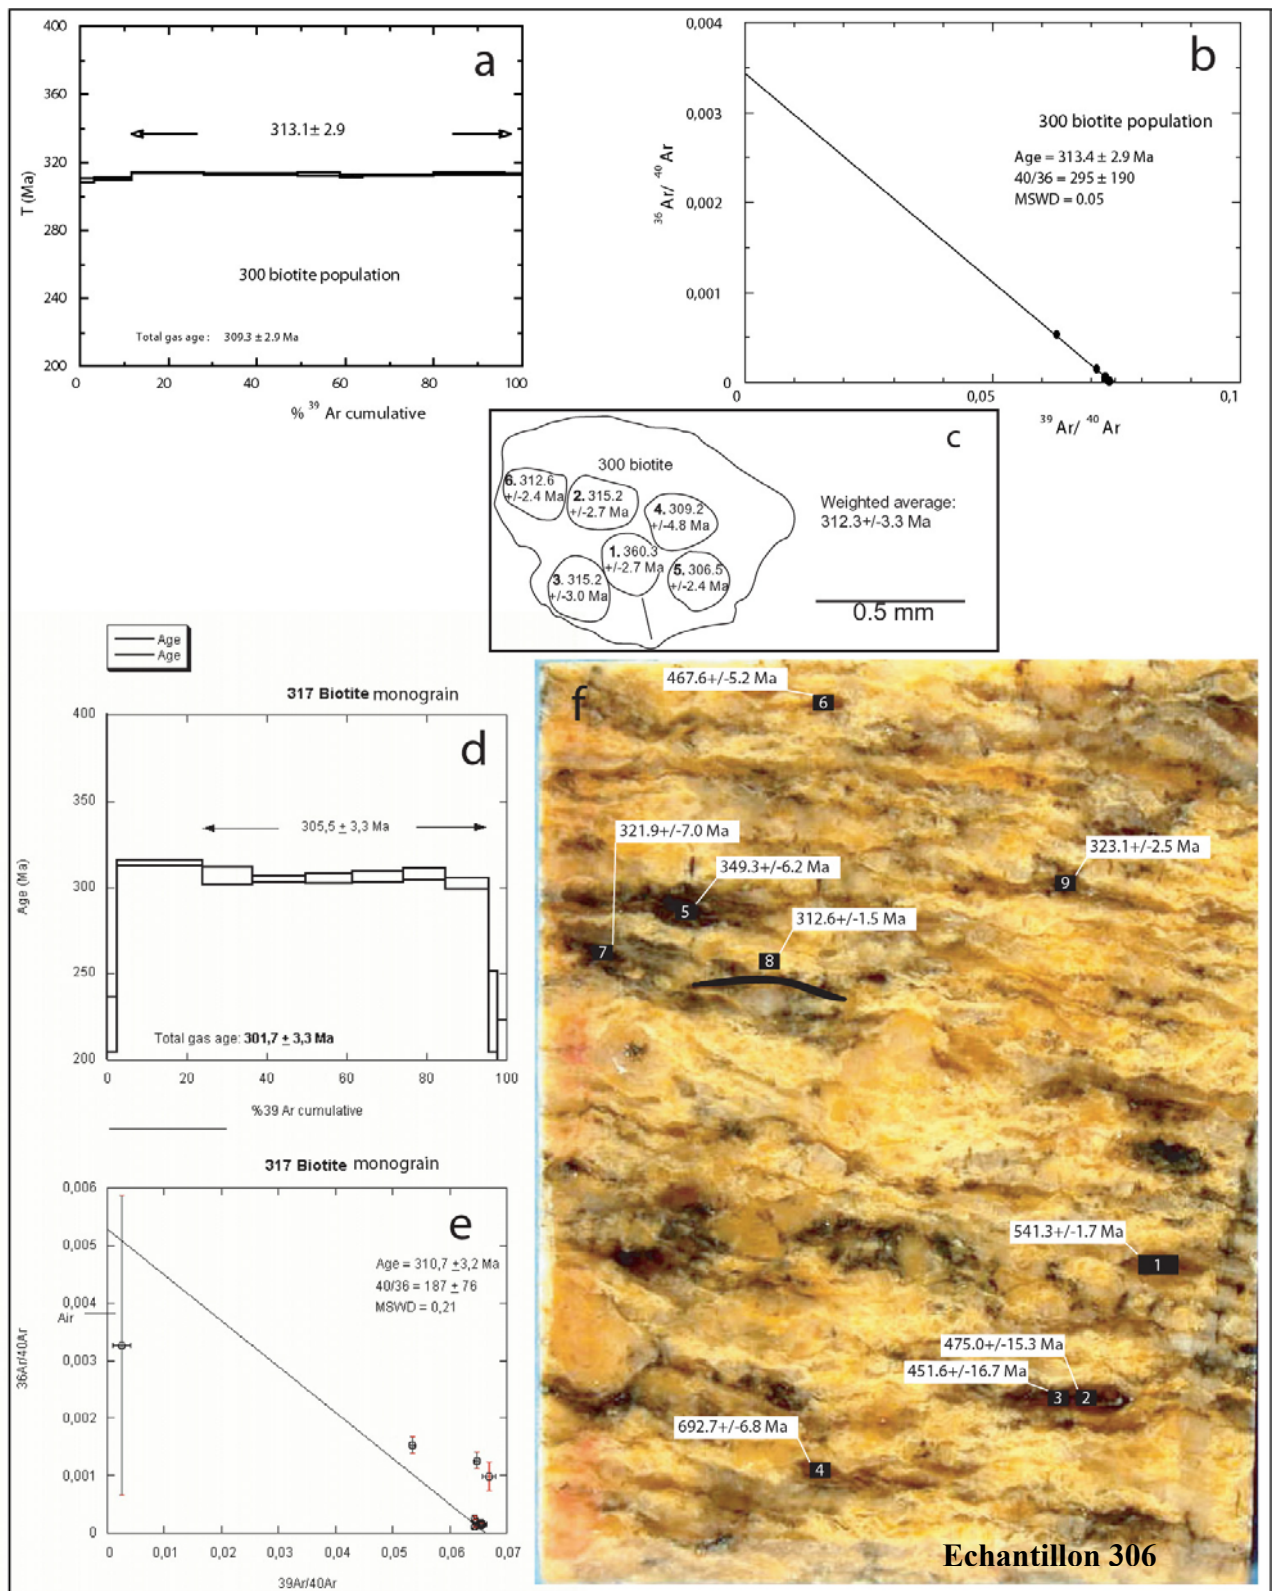 a
400
360
320
280
240
200
T (Ma)
313.1± 2.9
300 biotite population
Total gas age : 309.3 ± 2.9 Ma
0 20 40 60 80 100
% 39 Ar cumulative
b
0,004
0,003
0,002
0,001
0
36 Ar/ 40 Ar
300 biotite population
Age = 313.4 ± 2.9 Ma
40/36 = 295 ± 190
MSWD = 0.05
0 0,05 0,1
39 Ar/ 40 Ar
c
300 biotite
6. 312.6
+/-2.4 Ma
2. 315.2
+/-2.7 Ma
4. 309.2
+/-4.8 Ma
1. 360.3
+/-2.7 Ma
3. 315.2
+/-3.0 Ma
5. 306.5
+/-2.4 Ma
Weighted average:
312.3+/-3.3 Ma
0.5 mm
Age
Age
317 Biotite monograin
d
400
350
300
250
200
Age (Ma)
305,5 ± 3,3 Ma
Total gas age: 301,7 ± 3,3 Ma
0 20 40 60 80 100
%39 Ar cumulative
317 Biotite monograin
e
0,006
0,005
0,004
Air
0,003
0,002
0,001
0
36Ar/40Ar
Age = 310,7 ±3,2 Ma
40/36 = 187 ± 76
MSWD = 0,21
0 0,01 0,02 0,03 0,04 0,05 0,06 0,07
39Ar/40Ar
f
467.6+/-5.2 Ma
6
321.9+/-7.0 Ma
349.3+/-6.2 Ma
323.1+/-2.5 Ma
9
5
312.6+/-1.5 Ma
7
8
541.3+/-1.7 Ma
1
475.0+/-15.3 Ma
451.6+/-16.7 Ma
3 2
692.7+/-6.8 Ma
4
Echantillon 306